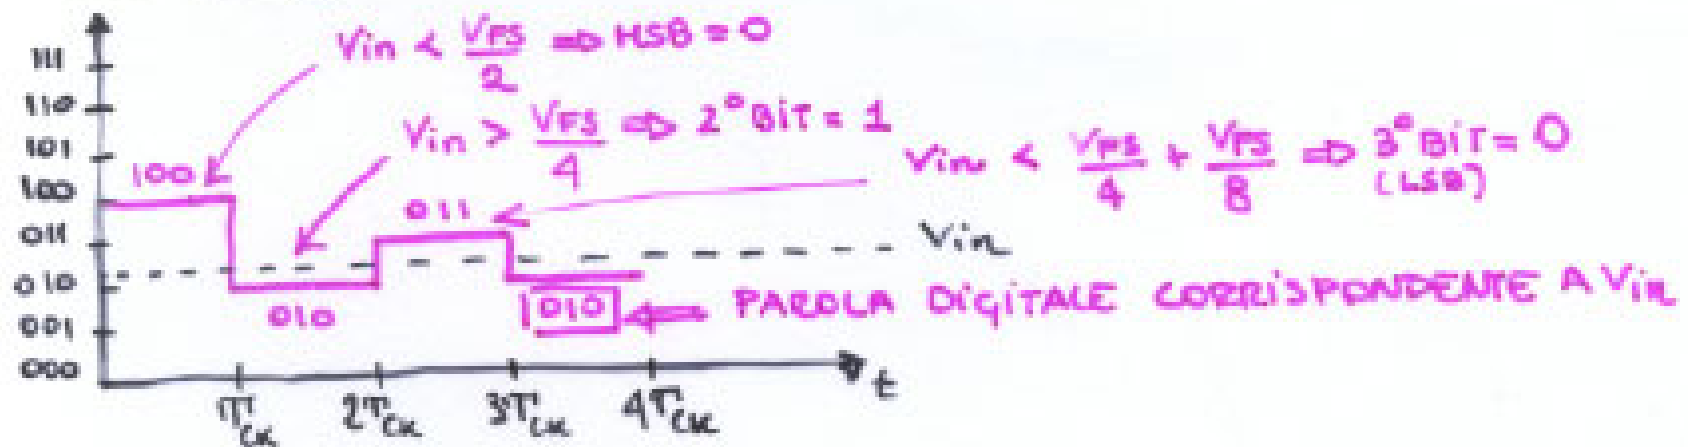 Vin < VFS/2 ⇒ MSB = 0
Vin > VFS/4 ⇒ 2° BiT = 1
Vin < VFS/4 + VFS/8 ⇒ 3° BiT = 0
(LSB)
111
110
101
100
011
010
001
000
100
010
011
010
Vin
PAROLA DiGiTALE CORRiSPONDENTE A Vin
TCK
2TCK
3TCK
4TCK
t